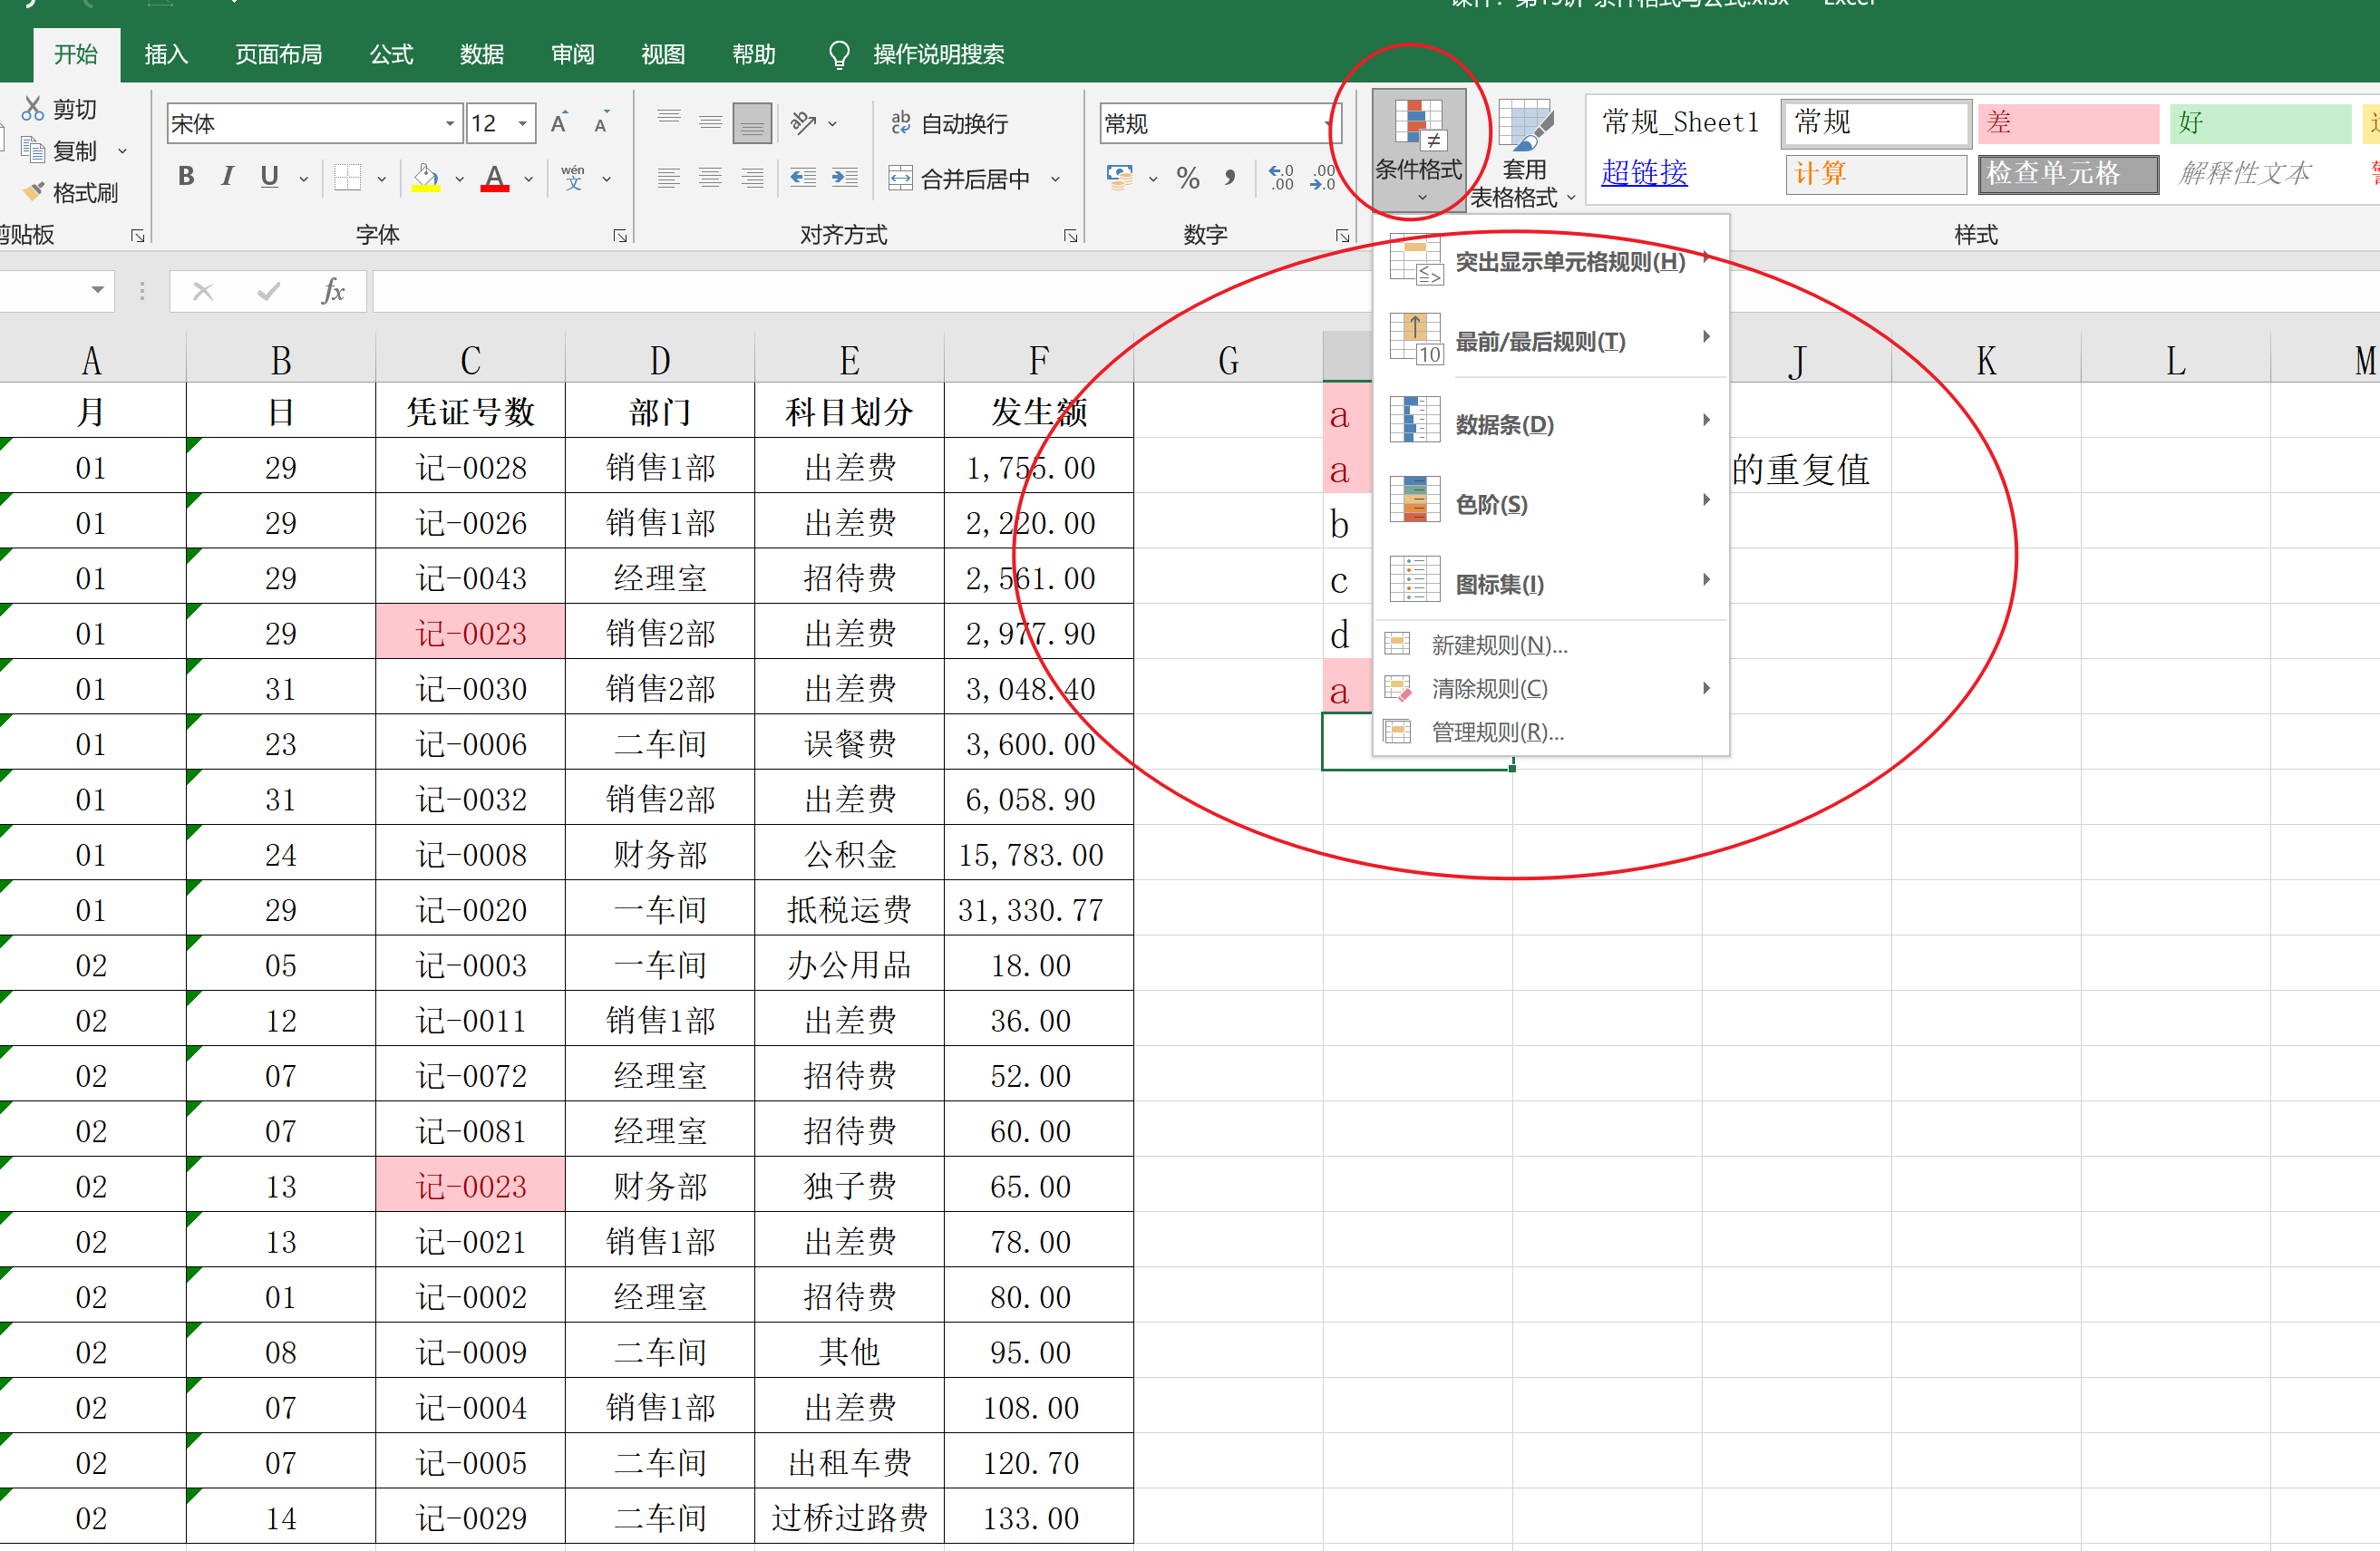 开始 插入 页面布局 公式 数据 审阅 视图 帮助 操作说明搜索
剪切
复制
格式刷
剪贴板
宋体 12 A A
B I U A wén 文
字体
ab 自动换行
合并后居中
对齐方式
常规
% , .0 .00 .00 .0
数字
条件格式
套用
表格格式
常规_Sheet1 常规 差 好
超链接 计算 检查单元格 解释性文本
样式
fx
突出显示单元格规则(H)
最前/最后规则(T)
数据条(D)
色阶(S)
图标集(I)
新建规则(N)...
清除规则(C)
管理规则(R)...
A B C D E F G J K L M
月 日 凭证号数 部门 科目划分 发生额 a
01 29 记-0028 销售1部 出差费 1,755.00 a 的重复值
01 29 记-0026 销售1部 出差费 2,220.00 b
01 29 记-0043 经理室 招待费 2,561.00 c
01 29 记-0023 销售2部 出差费 2,977.90 d
01 31 记-0030 销售2部 出差费 3,048.40 a
01 23 记-0006 二车间 误餐费 3,600.00
01 31 记-0032 销售2部 出差费 6,058.90
01 24 记-0008 财务部 公积金 15,783.00
01 29 记-0020 一车间 抵税运费 31,330.77
02 05 记-0003 一车间 办公用品 18.00
02 12 记-0011 销售1部 出差费 36.00
02 07 记-0072 经理室 招待费 52.00
02 07 记-0081 经理室 招待费 60.00
02 13 记-0023 财务部 独子费 65.00
02 13 记-0021 销售1部 出差费 78.00
02 01 记-0002 经理室 招待费 80.00
02 08 记-0009 二车间 其他 95.00
02 07 记-0004 销售1部 出差费 108.00
02 07 记-0005 二车间 出租车费 120.70
02 14 记-0029 二车间 过桥过路费 133.00